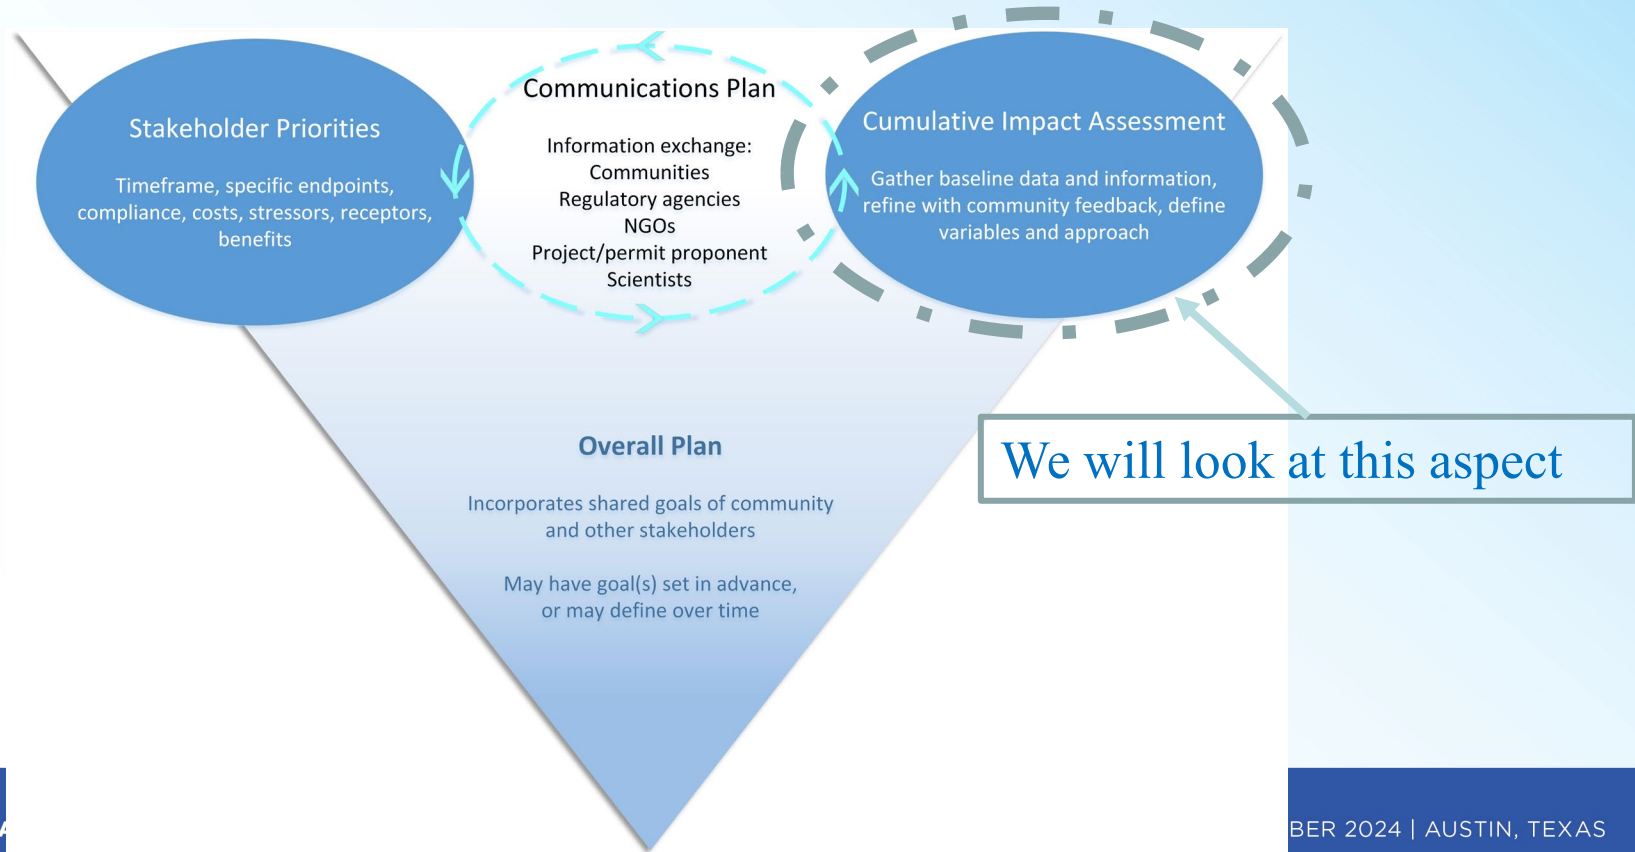 Stakeholder Priorities
Timeframe, specific endpoints,
compliance, costs, stressors, receptors,
benefits
Communications Plan
Information exchange:
Communities
Regulatory agencies
NGOs
Project/permit proponent
Scientists
Cumulative Impact Assessment
Gather baseline data and information,
refine with community feedback, define
variables and approach
We will look at this aspect
Overall Plan
Incorporates shared goals of community
and other stakeholders
May have goal(s) set in advance,
or may define over time
BER 2024 | AUSTIN, TEXAS